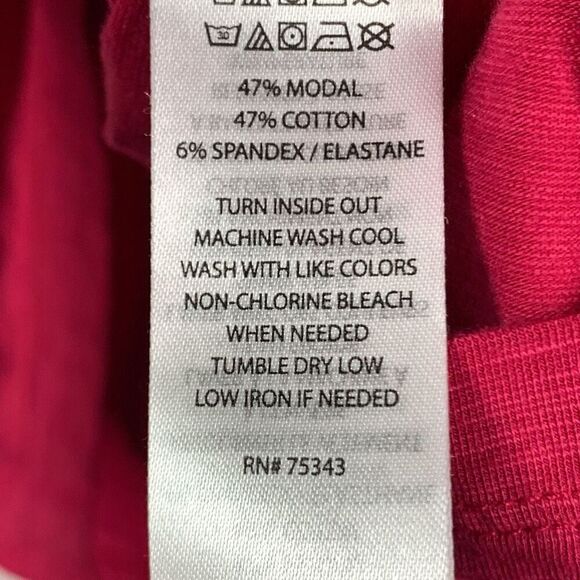 30
47% MODAL
47% COTTON
6% SPANDEX / ELASTANE
TURN INSIDE OUT
MACHINE WASH COOL
WASH WITH LIKE COLORS
NON-CHLORINE BLEACH
WHEN NEEDED
TUMBLE DRY LOW
LOW IRON IF NEEDED
RN# 75343